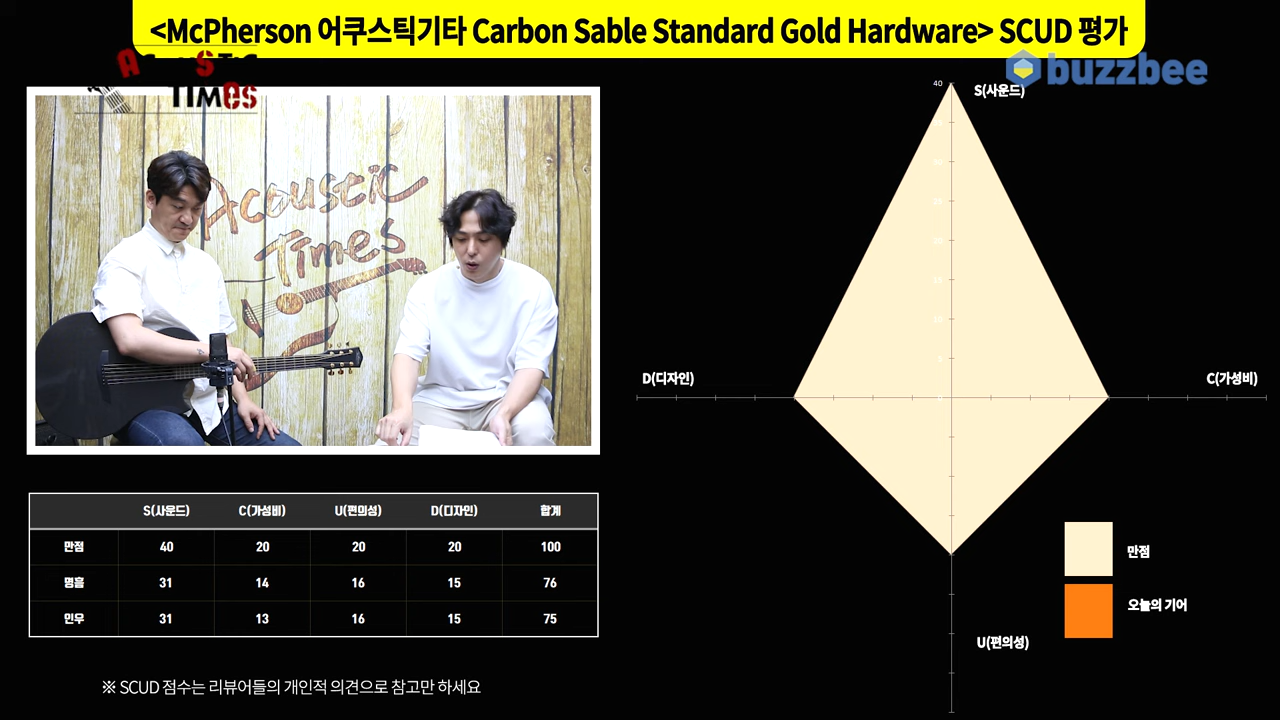 <McPherson 어쿠스틱기타 Carbon Sable Standard Gold Hardware> SCUD 평가
AcouSTiC
TIMes
buzzbee
Acoustic
Times
40
S(사운드)
D(디자인)
C(가성비)
U(편의성)
만점
오늘의 기어
S(사운드) C(가성비) U(편의성) D(디자인) 합계
만점 40 20 20 20 100
명흠 31 14 16 15 76
민우 31 13 16 15 75
※ SCUD 점수는 리뷰어들의 개인적 의견으로 참고만 하세요